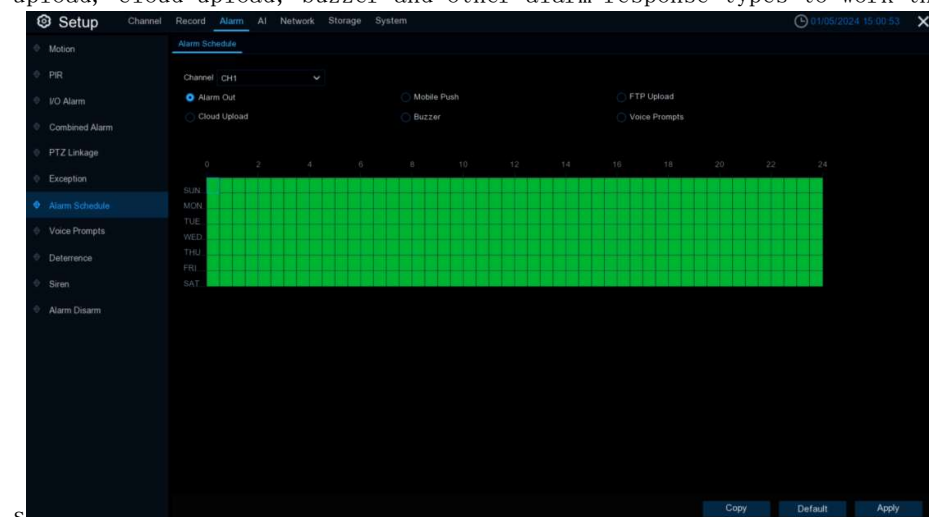 upload, cloud upload, buzzer and other alarm response types to work
Setup Channel Record Alarm AI Network Storage System 01/05/2024 15:00:53
Motion
Alarm Schedule
PIR
Channel CH1
I/O Alarm
Alarm Out Mobile Push FTP Upload
Cloud Upload Buzzer Voice Prompts
Combined Alarm
PTZ Linkage
0 2 4 6 8 10 12 14 16 18 20 22 24
Exception
SUN.
Alarm Schedule
MON.
TUE.
Voice Prompts
WED.
THU.
Deterrence
FRI.
Siren
SAT.
Alarm Disarm
Copy Default Apply
s